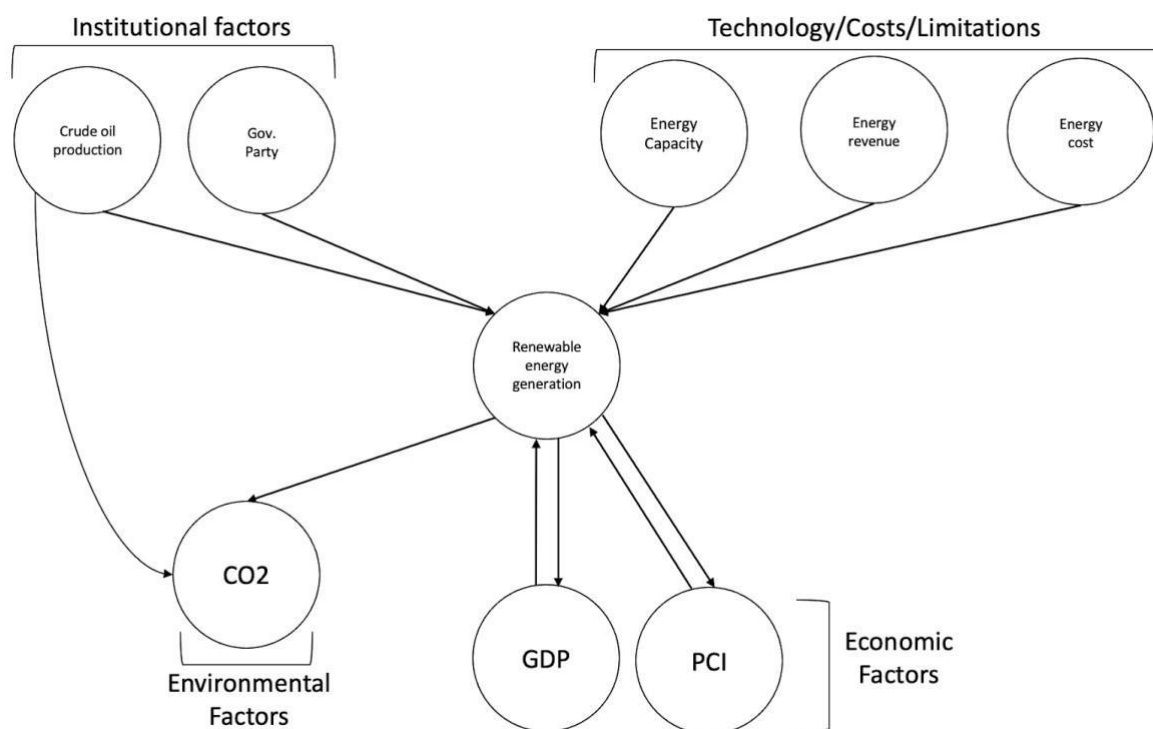 Institutional factors
Technology/Costs/Limitations
Crude oil
production
Gov.
Party
Energy
Capacity
Energy
revenue
Energy
cost
Renewable
energy
generation
CO2
GDP
PCI
Economic
Factors
Environmental
Factors